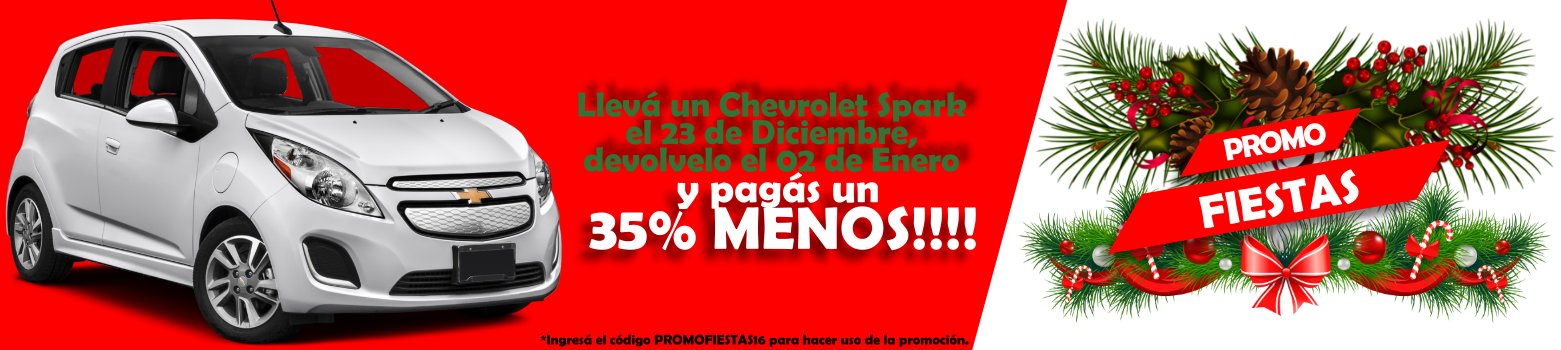 Llevá un Chevrolet Spark
el 23 de Diciembre,
devolvelo el 02 de Enero
y pagás un
35% MENOS!!!!
*Ingresá el código PROMOFIESTAS16 para hacer uso de la promoción.
PROMO
FIESTAS